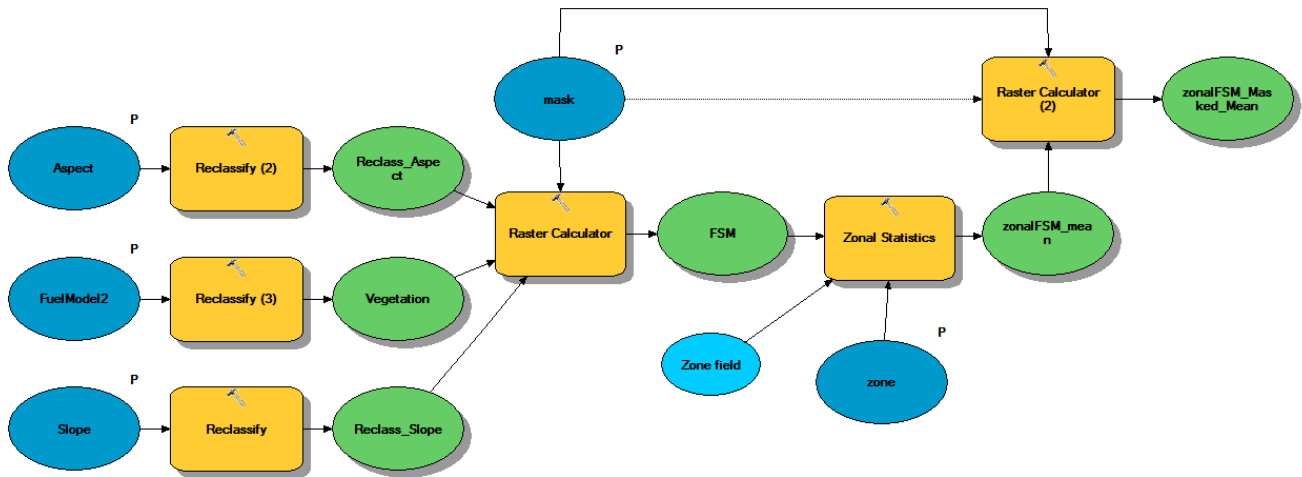 P
mask
Raster Calculator
(2)
zonalFSM_Mas
ked_Mean
P
Aspect
Reclassify (2)
Reclass_Aspe
ct
Raster Calculator
FSM
Zonal Statistics
zonalFSM_mea
n
P
FuelModel2
Reclassify (3)
Vegetation
Zone field
P
zone
P
Slope
Reclassify
Reclass_Slope